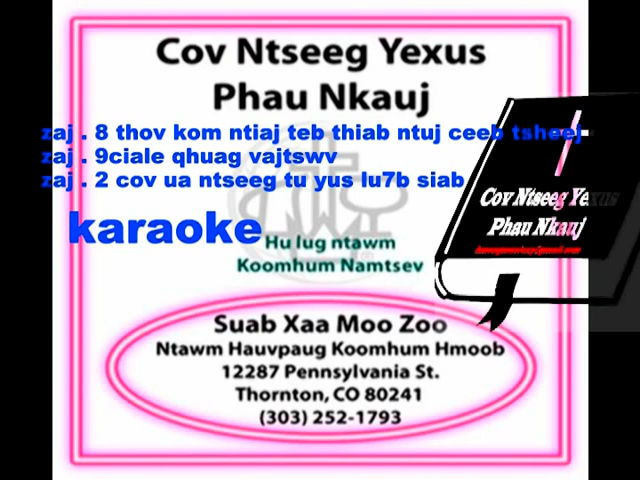 Cov Ntseeg Yexus
Phau Nkauj
zaj . 8 thov kom ntiaj teb thiab ntuj ceeb tsheej
zaj . 9ciale qhuag vajtswv
zaj . 2 cov ua ntseeg tu yus lu7b siab
karaoke
Hu lug ntawm
Koomhum Namtsev
Cov Ntseeg Yexus
Phau Nkauj
Suab Xaa Moo Zoo
Ntawm Hauvpaug Koomhum Hmoob
12287 Pennsylvania St.
Thornton, CO 80241
(303) 252-1793